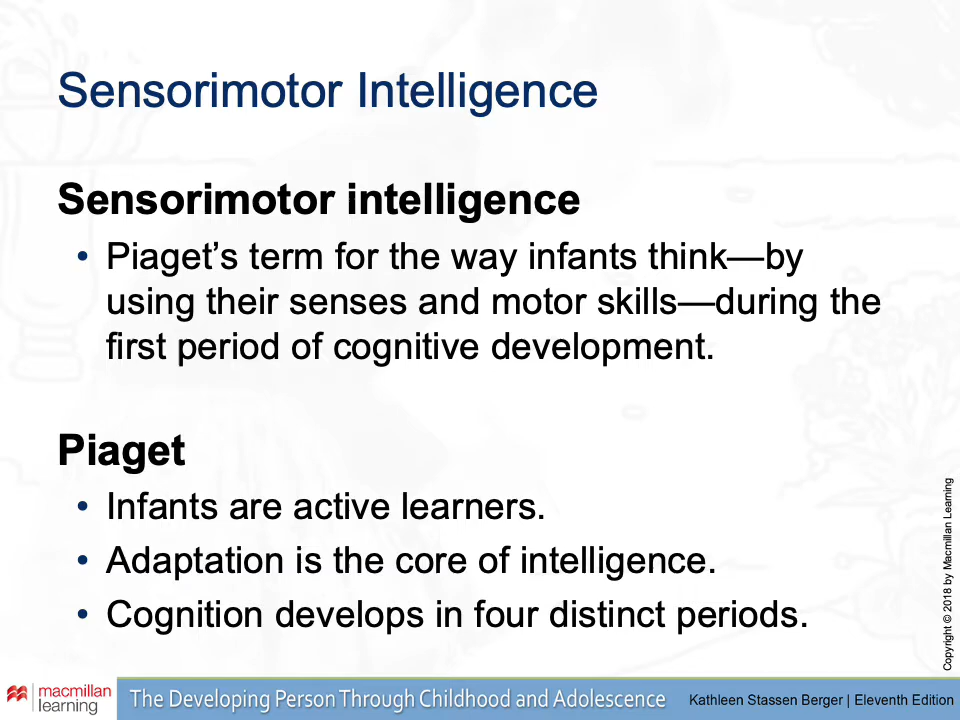 Sensorimotor Intelligence
Sensorimotor intelligence
• Piaget’s term for the way infants think—by
using their senses and motor skills—during the
first period of cognitive development.
Piaget
• Infants are active learners.
• Adaptation is the core of intelligence.
• Cognition develops in four distinct periods.
Copyright © 2018 by Macmillan Learning
macmillan
learning
The Developing Person Through Childhood and Adolescence
Kathleen Stassen Berger | Eleventh Edition